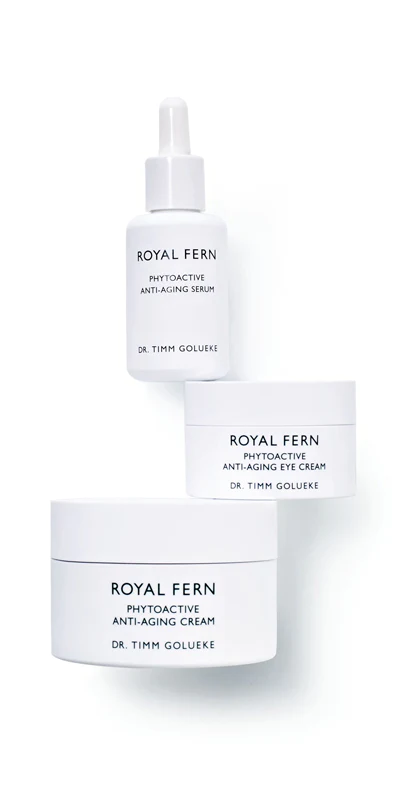 ROYAL FERN
PHYTOACTIVE
ANTI-AGING SERUM
DR. TIMM GOLUEKE
ROYAL FERN
PHYTOACTIVE
ANTI-AGING EYE CREAM
DR. TIMM GOLUEKE
ROYAL FERN
PHYTOACTIVE
ANTI-AGING CREAM
DR. TIMM GOLUEKE